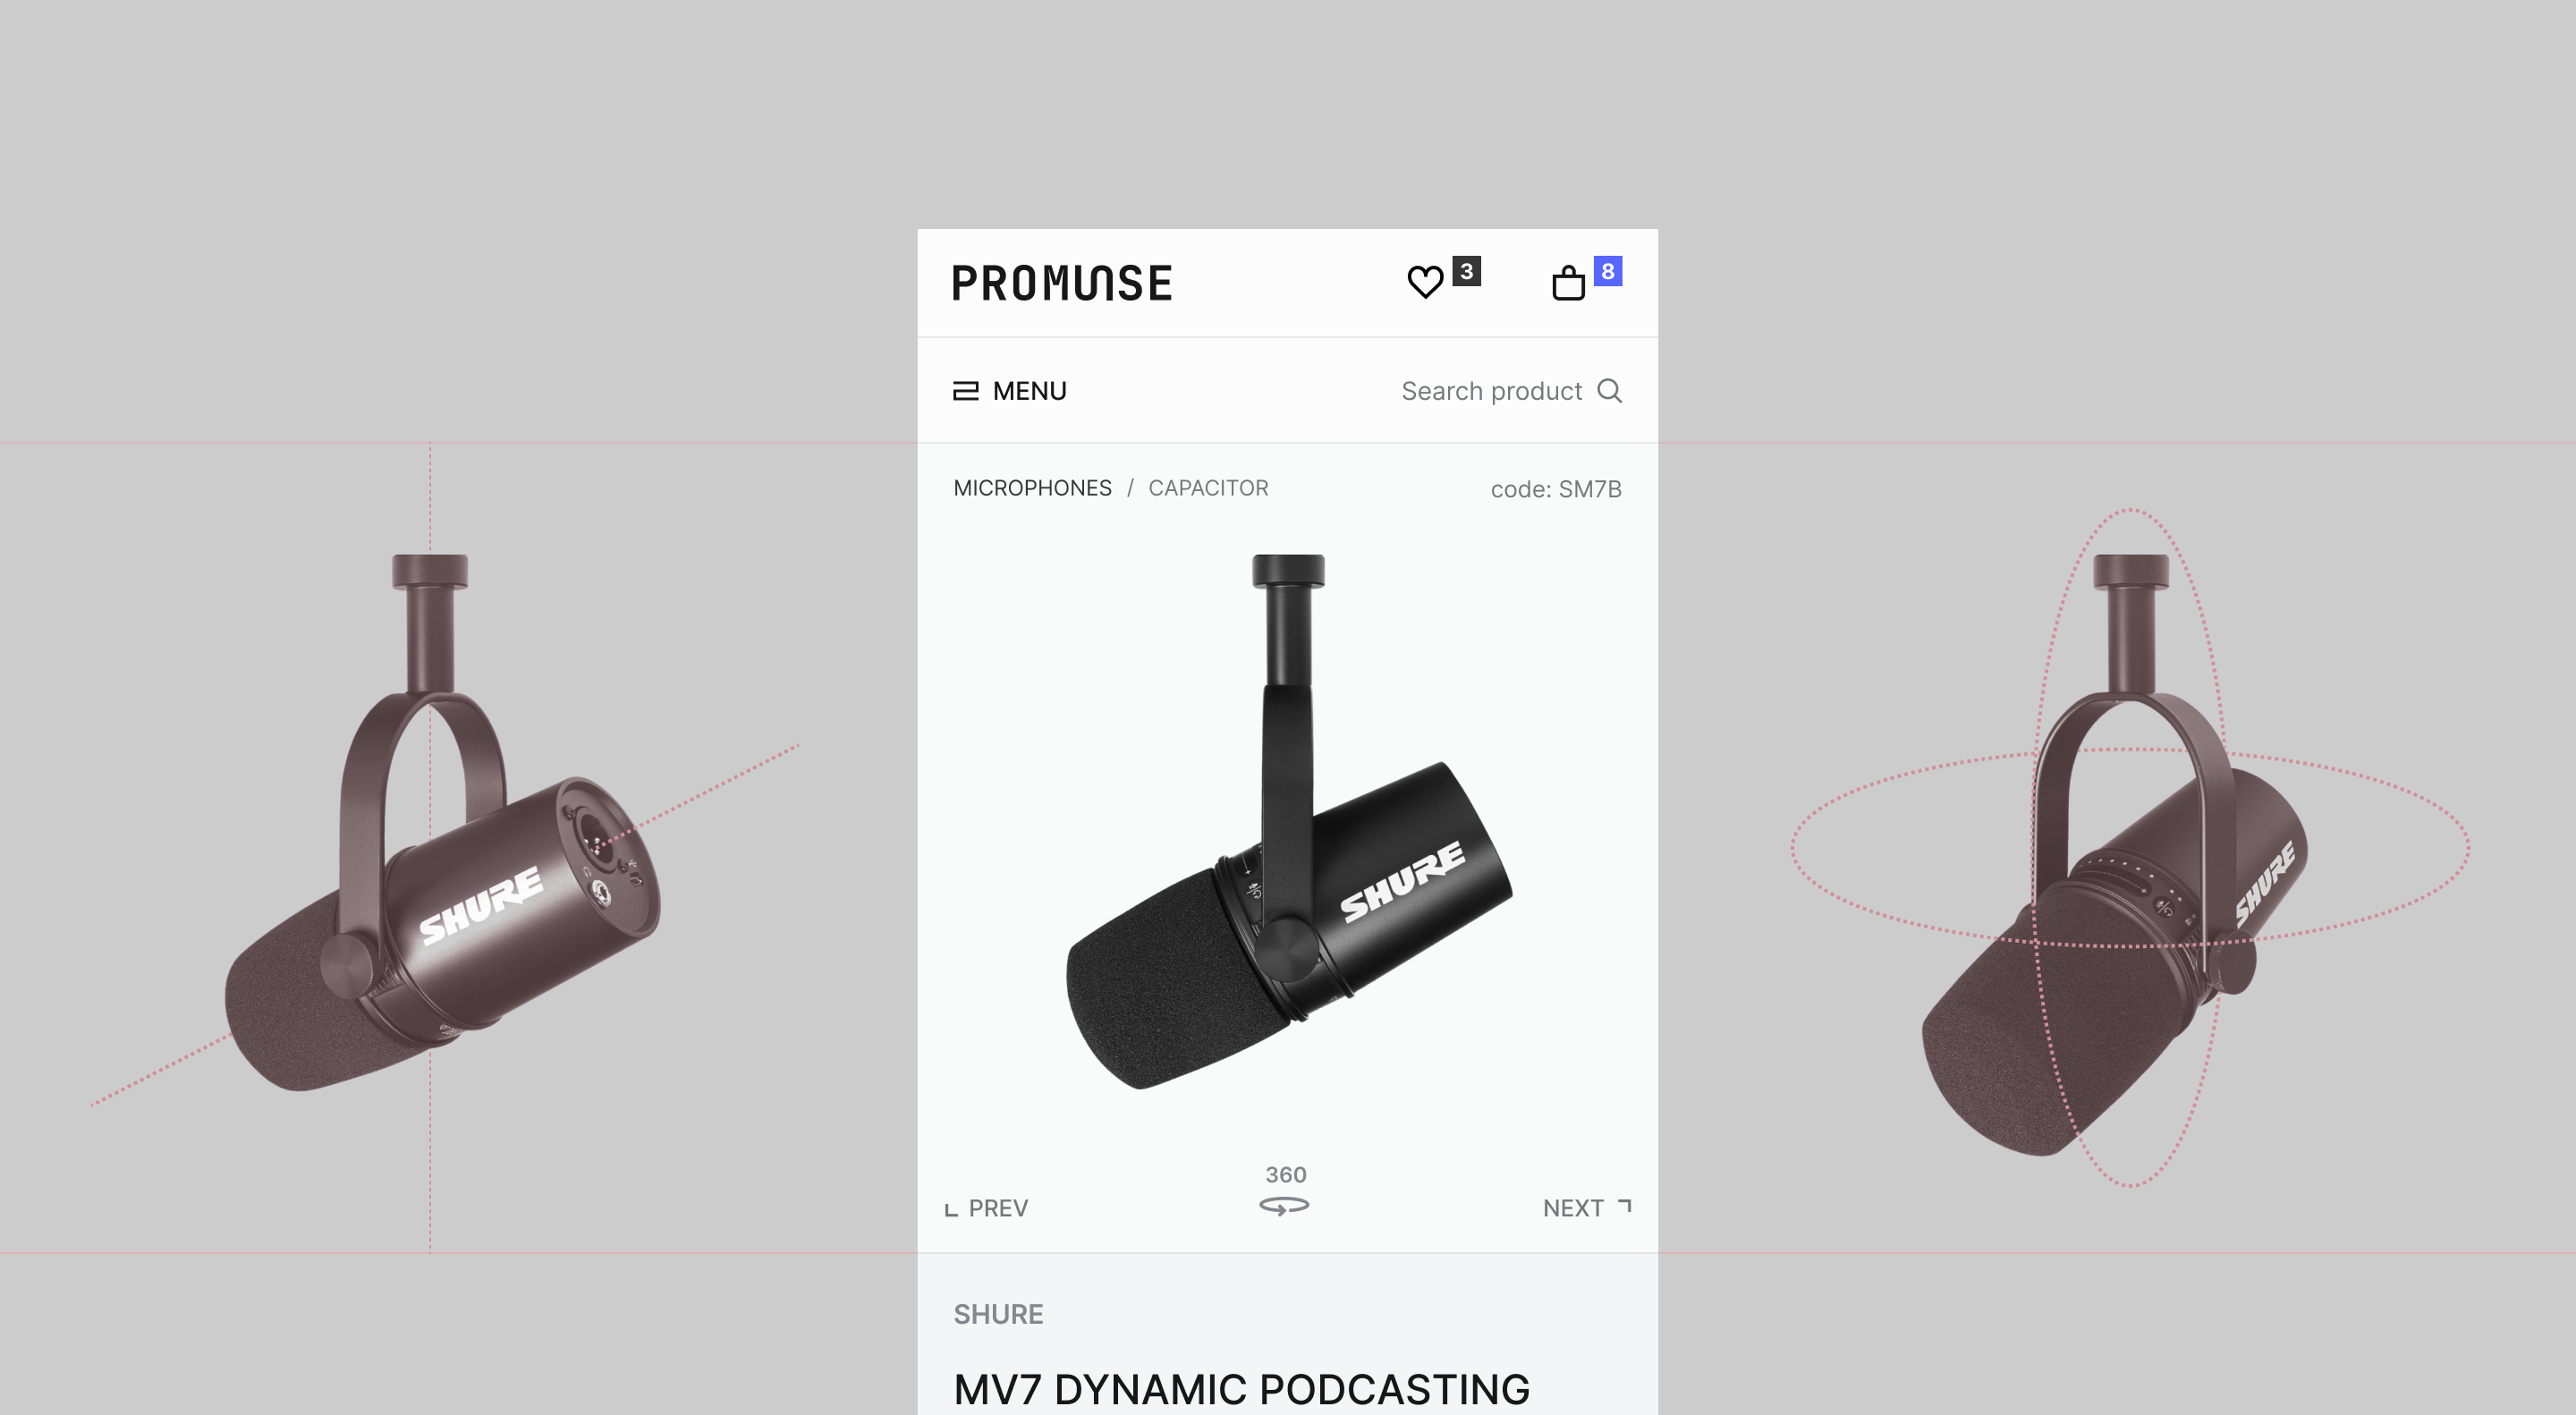 PROMUSE
3
8
MENU
Search product
MICROPHONES / CAPACITOR
code: SM7B
SHURE
SHURE
SHURE
360
PREV
NEXT
SHURE
MV7 DYNAMIC PODCASTING